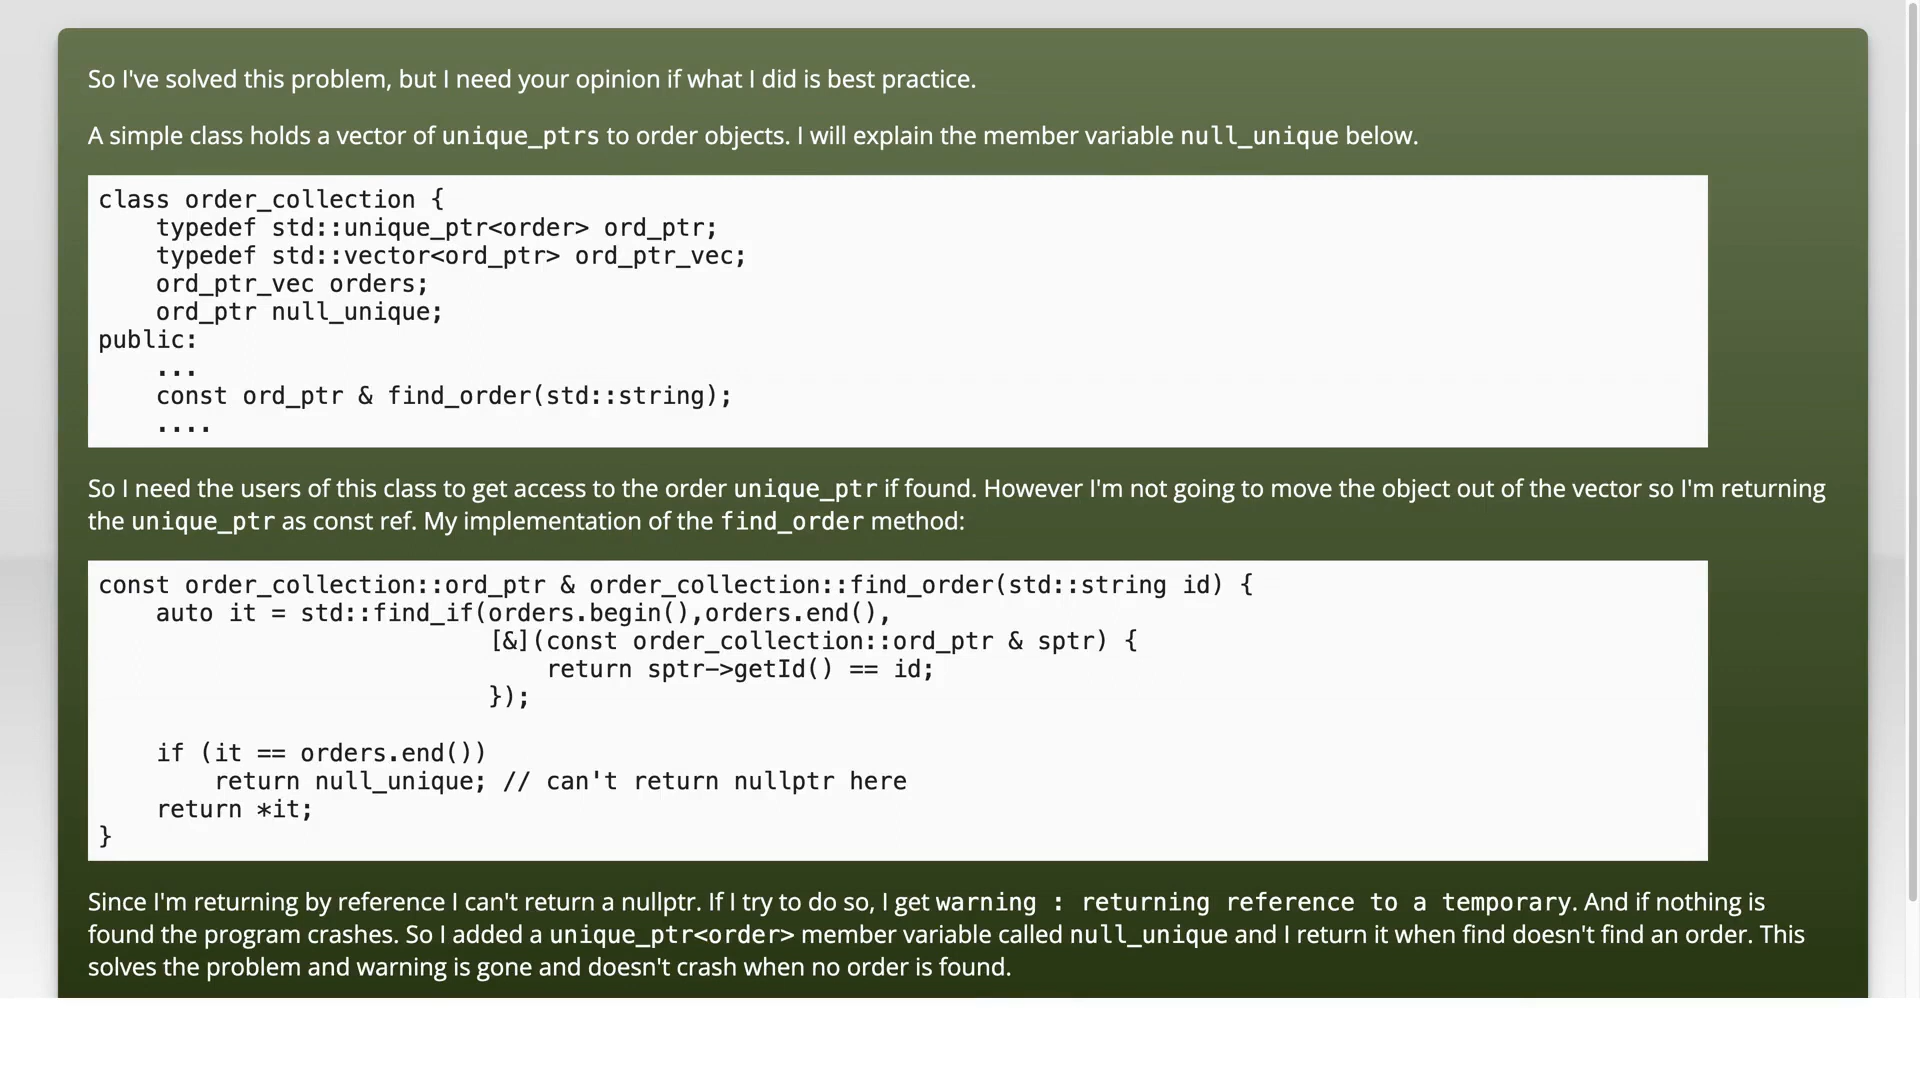 So I've solved this problem, but I need your opinion if what I did is best practice.
A simple class holds a vector of unique_ptrs to order objects. I will explain the member variable null_unique below.
class order_collection {
    typedef std::unique_ptr<order> ord_ptr;
    typedef std::vector<ord_ptr> ord_ptr_vec;
    ord_ptr_vec orders;
    ord_ptr null_unique;
public:
    ...
    const ord_ptr & find_order(std::string);
    ....
So I need the users of this class to get access to the order unique_ptr if found. However I'm not going to move the object out of the vector so I'm returning
the unique_ptr as const ref. My implementation of the find_order method:
const order_collection::ord_ptr & order_collection::find_order(std::string id) {
    auto it = std::find_if(orders.begin(),orders.end(),
                           [&](const order_collection::ord_ptr & sptr) {
                               return sptr->getId() == id;
                           });
    if (it == orders.end())
        return null_unique; // can't return nullptr here
    return *it;
}
Since I'm returning by reference I can't return a nullptr. If I try to do so, I get warning : returning reference to a temporary. And if nothing is
found the program crashes. So I added a unique_ptr<order> member variable called null_unique and I return it when find doesn't find an order. This
solves the problem and warning is gone and doesn't crash when no order is found.